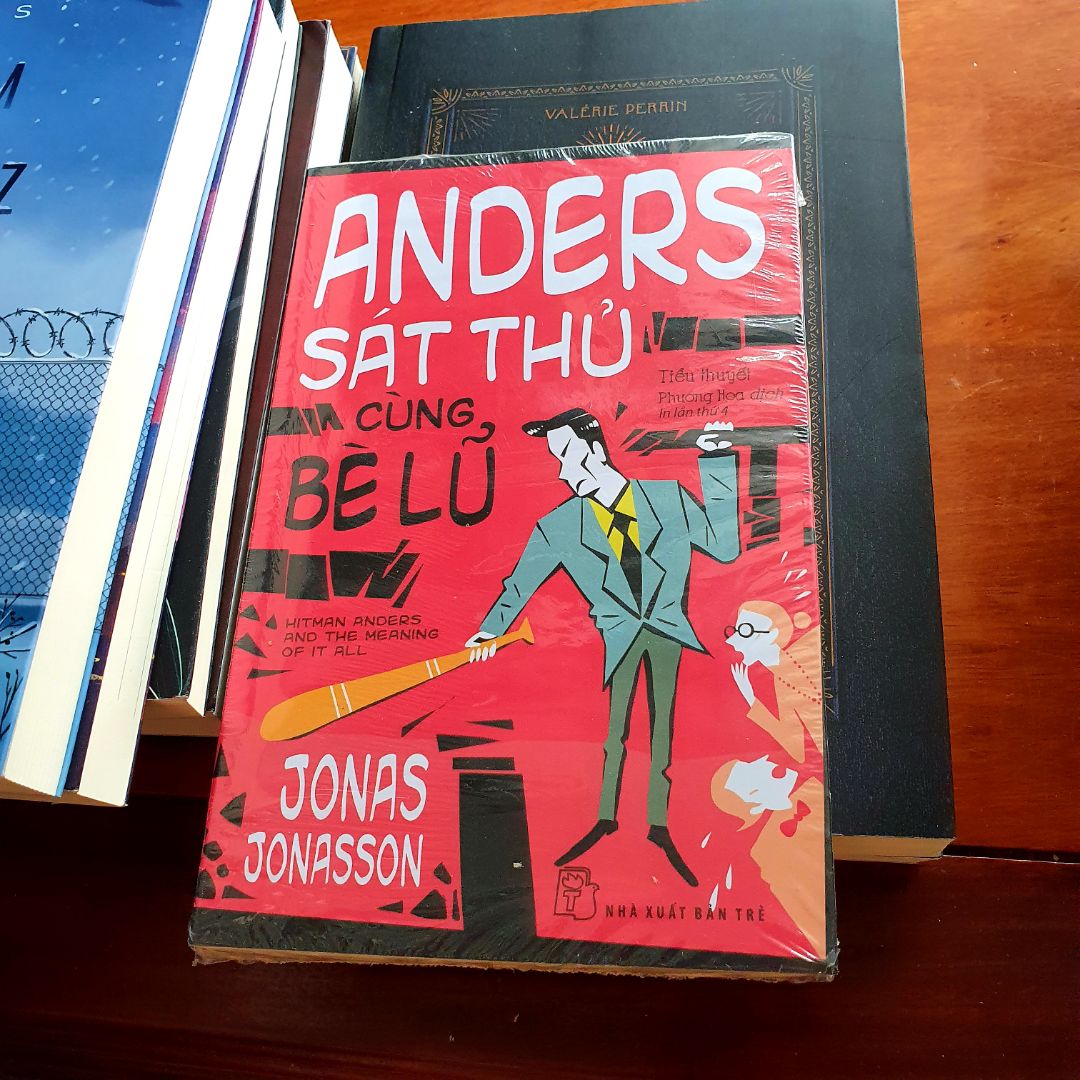 S
M
Z
VALÉRIE PERRIN
ANDERS
SÁT THỦ
Tiểu thuyết
Phương Hoa dịch
In lần thứ 4
CÙNG
BÈ LŨ
HITMAN ANDERS
AND THE MEANING
OF IT ALL
JONAS
JONASSON
T
NHÀ XUẤT BẢN TRẺ